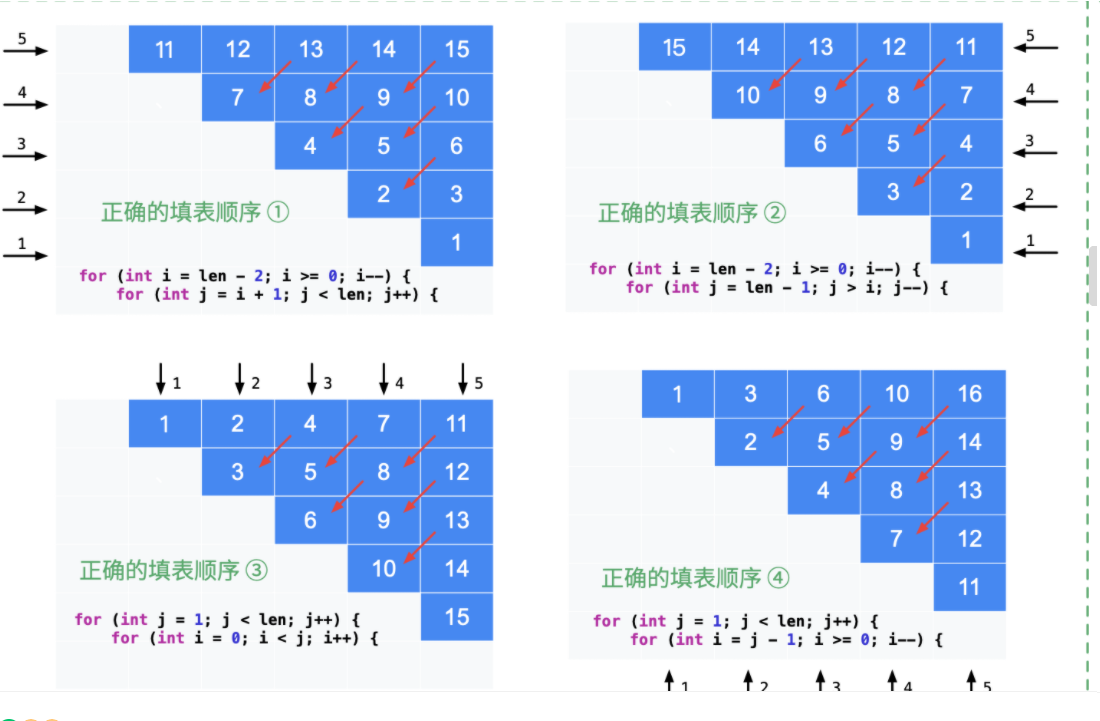 5 11 12 13 14 15
4 7 8 9 10
3 4 5 6
2 2 3
1 1
正确的填表顺序 ①
for (int i = len - 2; i >= 0; i--) {
for (int j = i + 1; j < len; j++) {
15 14 13 12 11 5
10 9 8 7 4
6 5 4 3
3 2 2
1 1
正确的填表顺序 ②
for (int i = len - 2; i >= 0; i--) {
for (int j = len - 1; j > i; j--) {
1 2 3 4 5
1 2 4 7 11
3 5 8 12
6 9 13
10 14
15
正确的填表顺序 ③
for (int j = 1; j < len; j++) {
for (int i = 0; i < j; i++) {
1 3 6 10 16
2 5 9 14
4 8 13
7 12
11
正确的填表顺序 ④
for (int j = 1; j < len; j++) {
for (int i = j - 1; i >= 0; i--) {
1 2 3 4 5